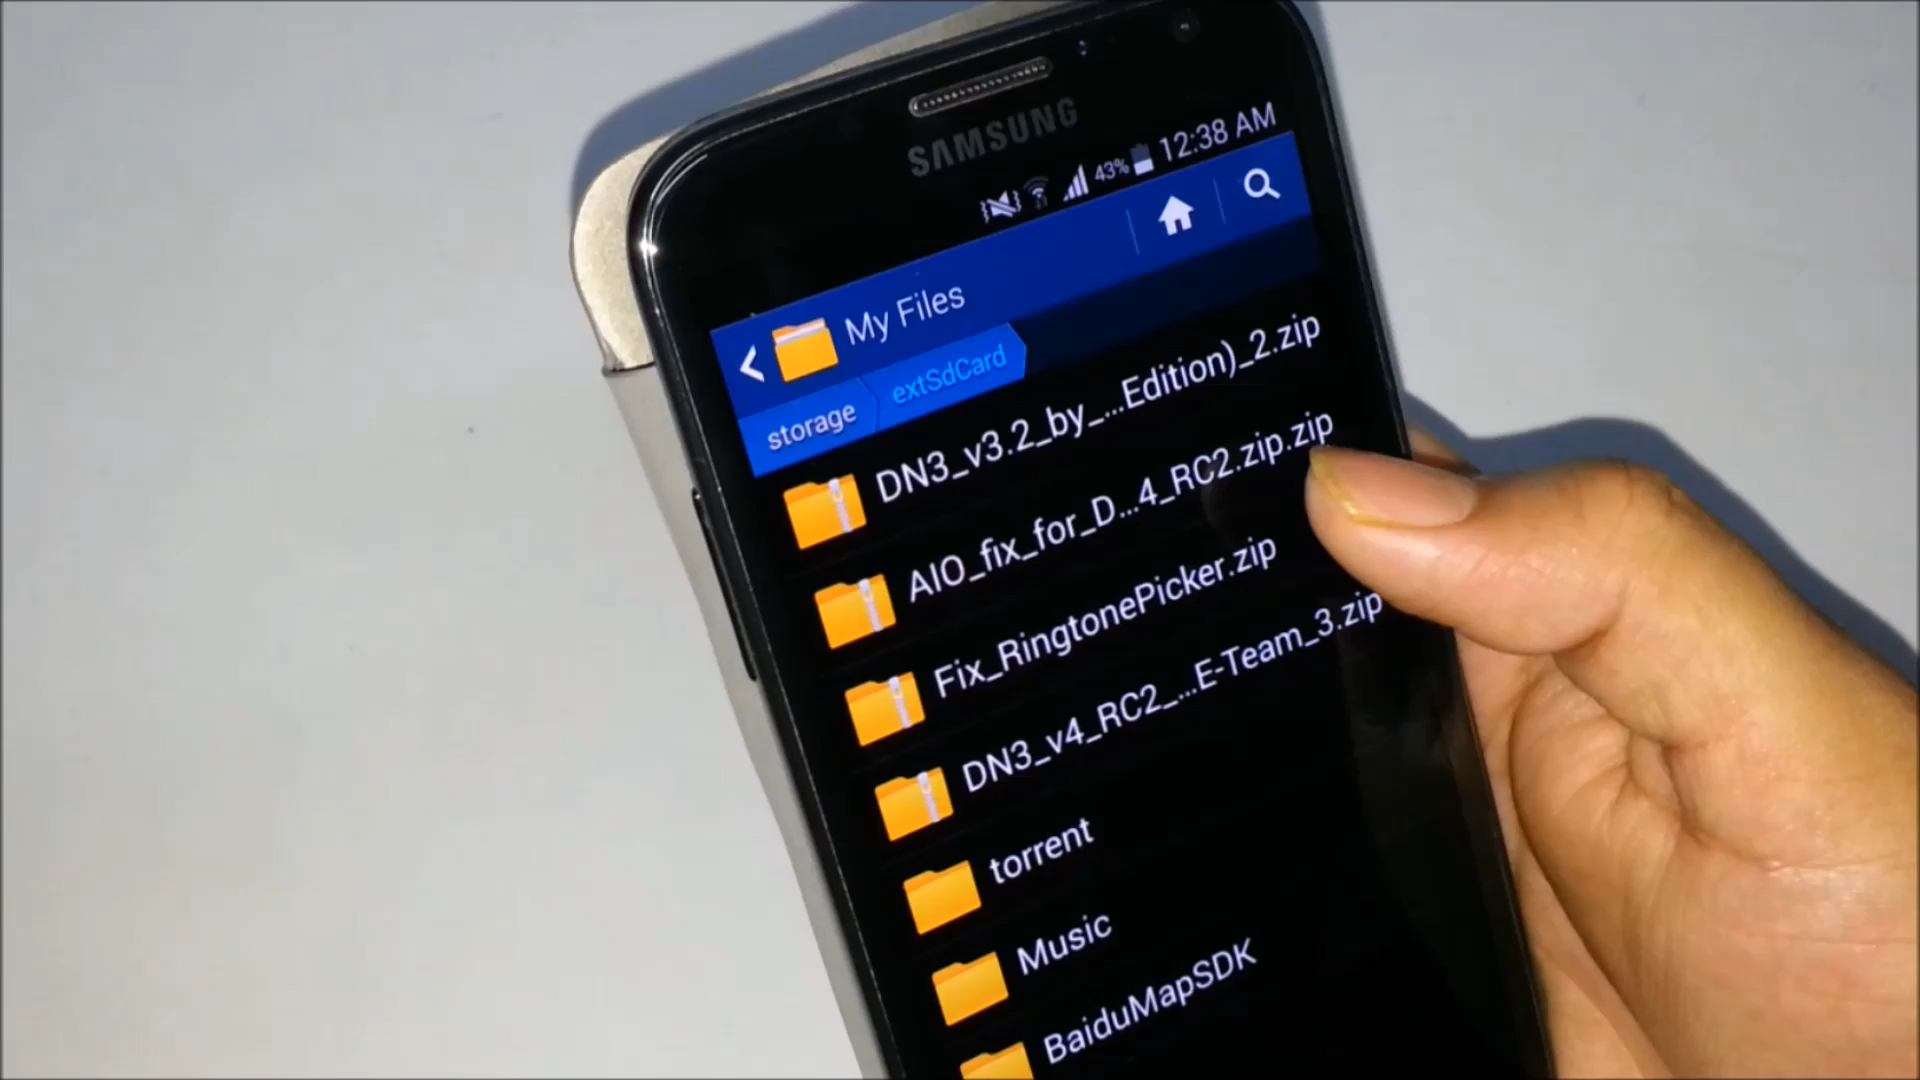 SAMSUNG
43% 12:38 AM
My Files
storage
extSdCard
DN3_v3.2_by_...Edition)_2.zip
AIO_fix_for_D...4_RC2.zip.zip
Fix_RingtonePicker.zip
DN3_v4_RC2_...E-Team_3.zip
torrent
Music
BaiduMapSDK